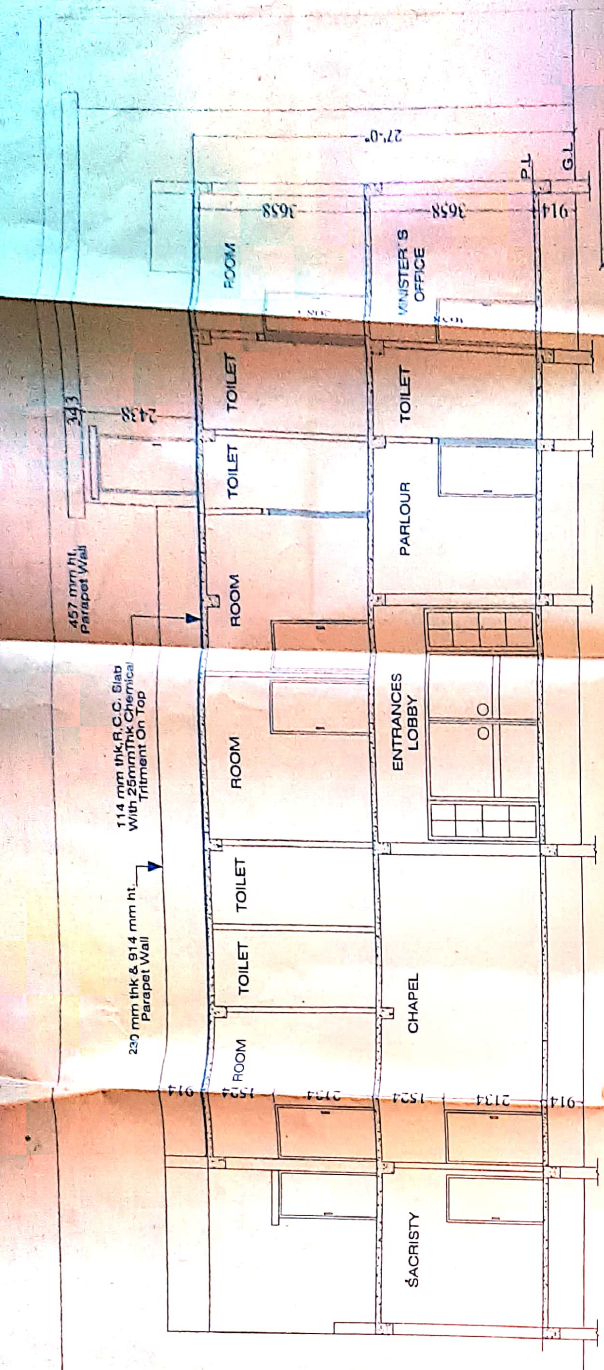 343
2438
457 mm ht.
Parapet Wall
114 mm thk,R.C.C. Slab
With 25mmThk Chemical
Tritment On Top
230 mm thk & 914 mm ht.
Parapet Wall
914
1524
2134
1524
2134
914
ROOM
TOILET
TOILET
ROOM
ROOM
TOILET
TOILET
ROOM
SACRISTY
CHAPEL
ENTRANCES
LOBBY
PARLOUR
TOILET
MINISTER'S
OFFICE
3658
3658
914
27'-0"
P.L
G.L